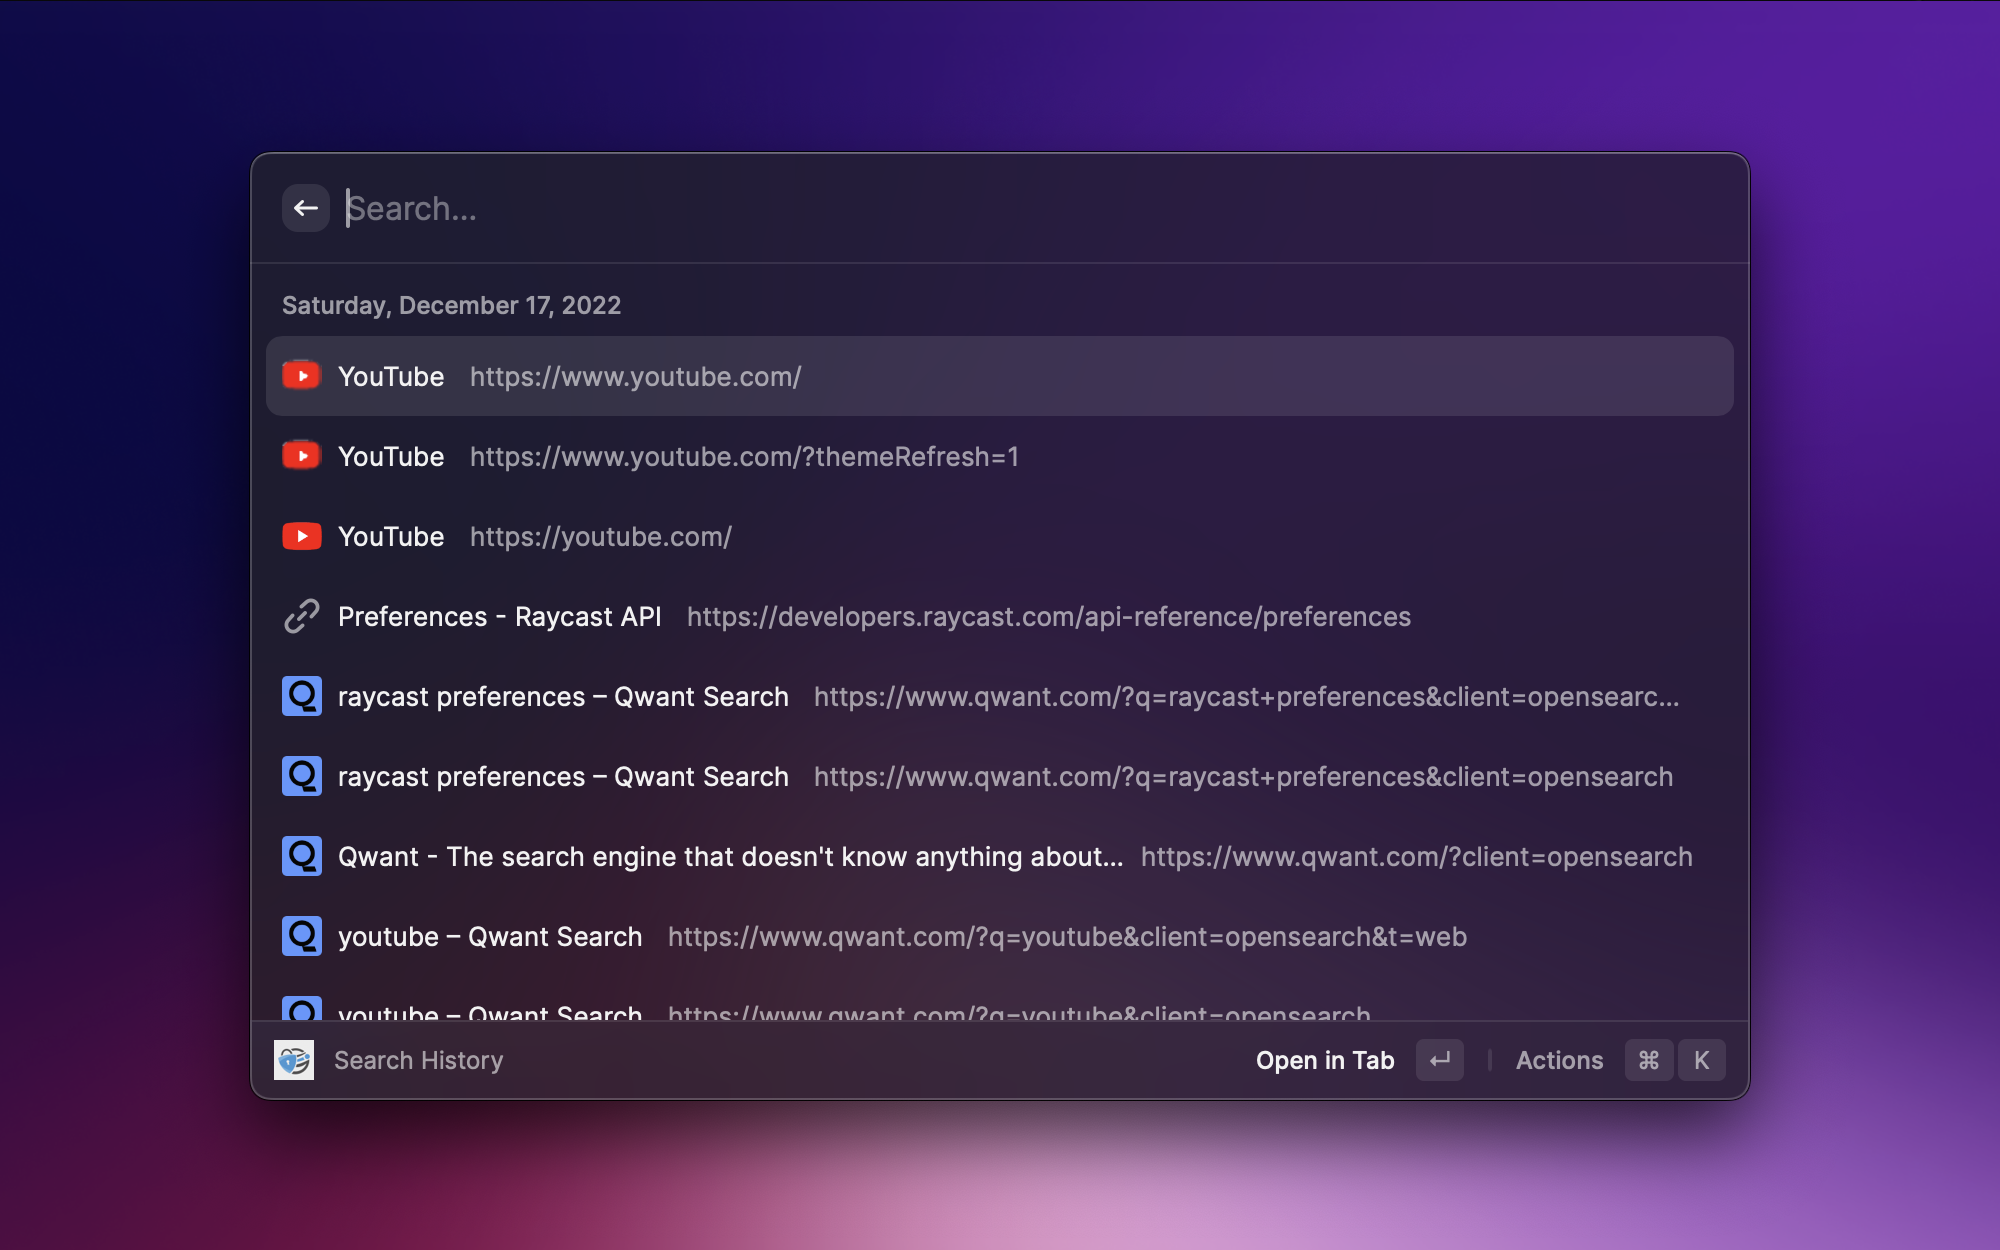 Search...
Saturday, December 17, 2022
YouTube https://www.youtube.com/
YouTube https://www.youtube.com/?themeRefresh=1
YouTube https://youtube.com/
Preferences - Raycast API https://developers.raycast.com/api-reference/preferences
raycast preferences – Qwant Search https://www.qwant.com/?q=raycast+preferences&client=opensearc...
raycast preferences – Qwant Search https://www.qwant.com/?q=raycast+preferences&client=opensearch
Qwant - The search engine that doesn't know anything about... https://www.qwant.com/?client=opensearch
youtube – Qwant Search https://www.qwant.com/?q=youtube&client=opensearch&t=web
youtube – Qwant Search https://www.qwant.com/?q=youtube&client=opensearch
Search History Open in Tab ↵ Actions ⌘ K